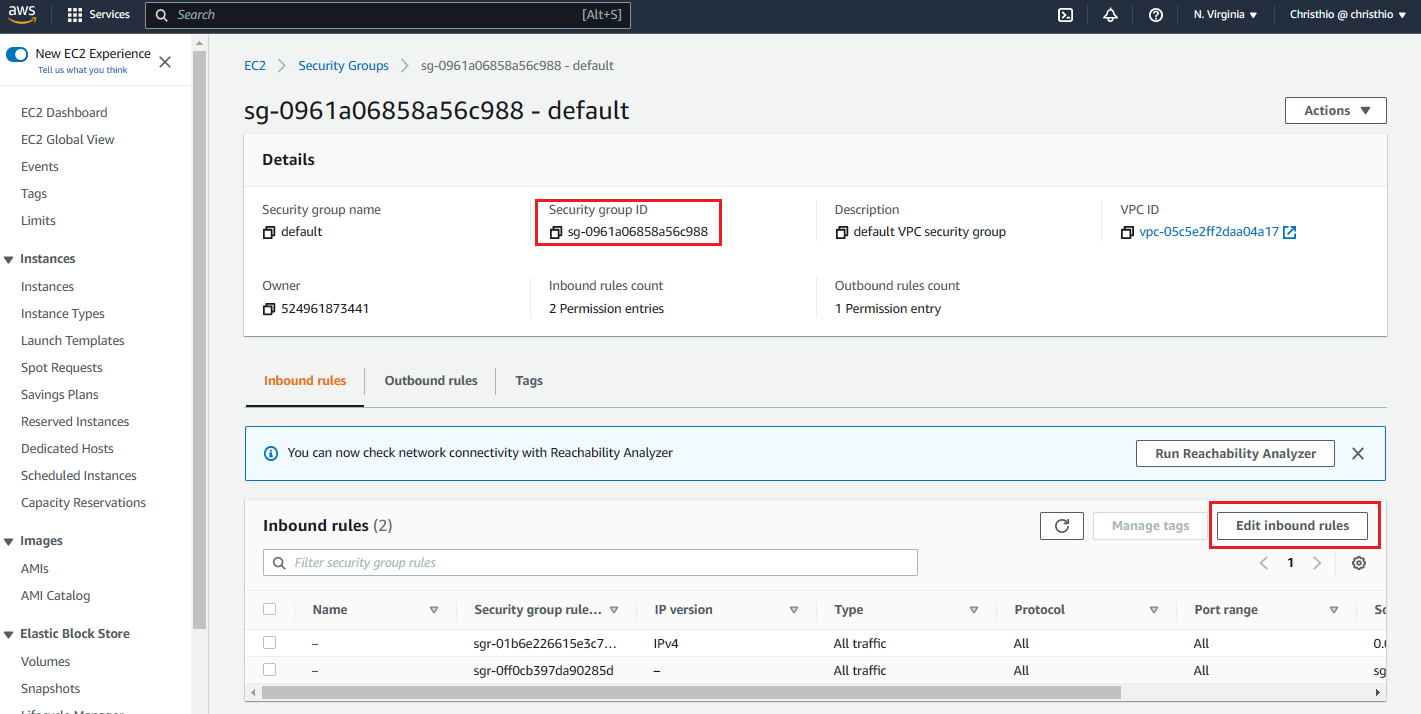 aws
Services
Search
[Alt+S]
N. Virginia
Christhio @ christhio
New EC2 Experience
Tell us what you think
EC2 Dashboard
EC2 Global View
Events
Tags
Limits
Instances
Instances
Instance Types
Launch Templates
Spot Requests
Savings Plans
Reserved Instances
Dedicated Hosts
Scheduled Instances
Capacity Reservations
Images
AMIs
AMI Catalog
Elastic Block Store
Volumes
Snapshots
Lifecycle Manager
EC2 > Security Groups > sg-0961a06858a56c988 - default
sg-0961a06858a56c988 - default
Actions
Details
Security group name
default
Security group ID
sg-0961a06858a56c988
Description
default VPC security group
VPC ID
vpc-05c5e2ff2daa04a17
Owner
524961873441
Inbound rules count
2 Permission entries
Outbound rules count
1 Permission entry
Inbound rules
Outbound rules
Tags
You can now check network connectivity with Reachability Analyzer
Run Reachability Analyzer
Inbound rules (2)
Manage tags
Edit inbound rules
Filter security group rules
1
Name Security group rule... IP version Type Protocol Port range
– sgr-01b6e226615e3c7... IPv4 All traffic All All 0.
– sgr-0ff0cb397da90285d – All traffic All All sg